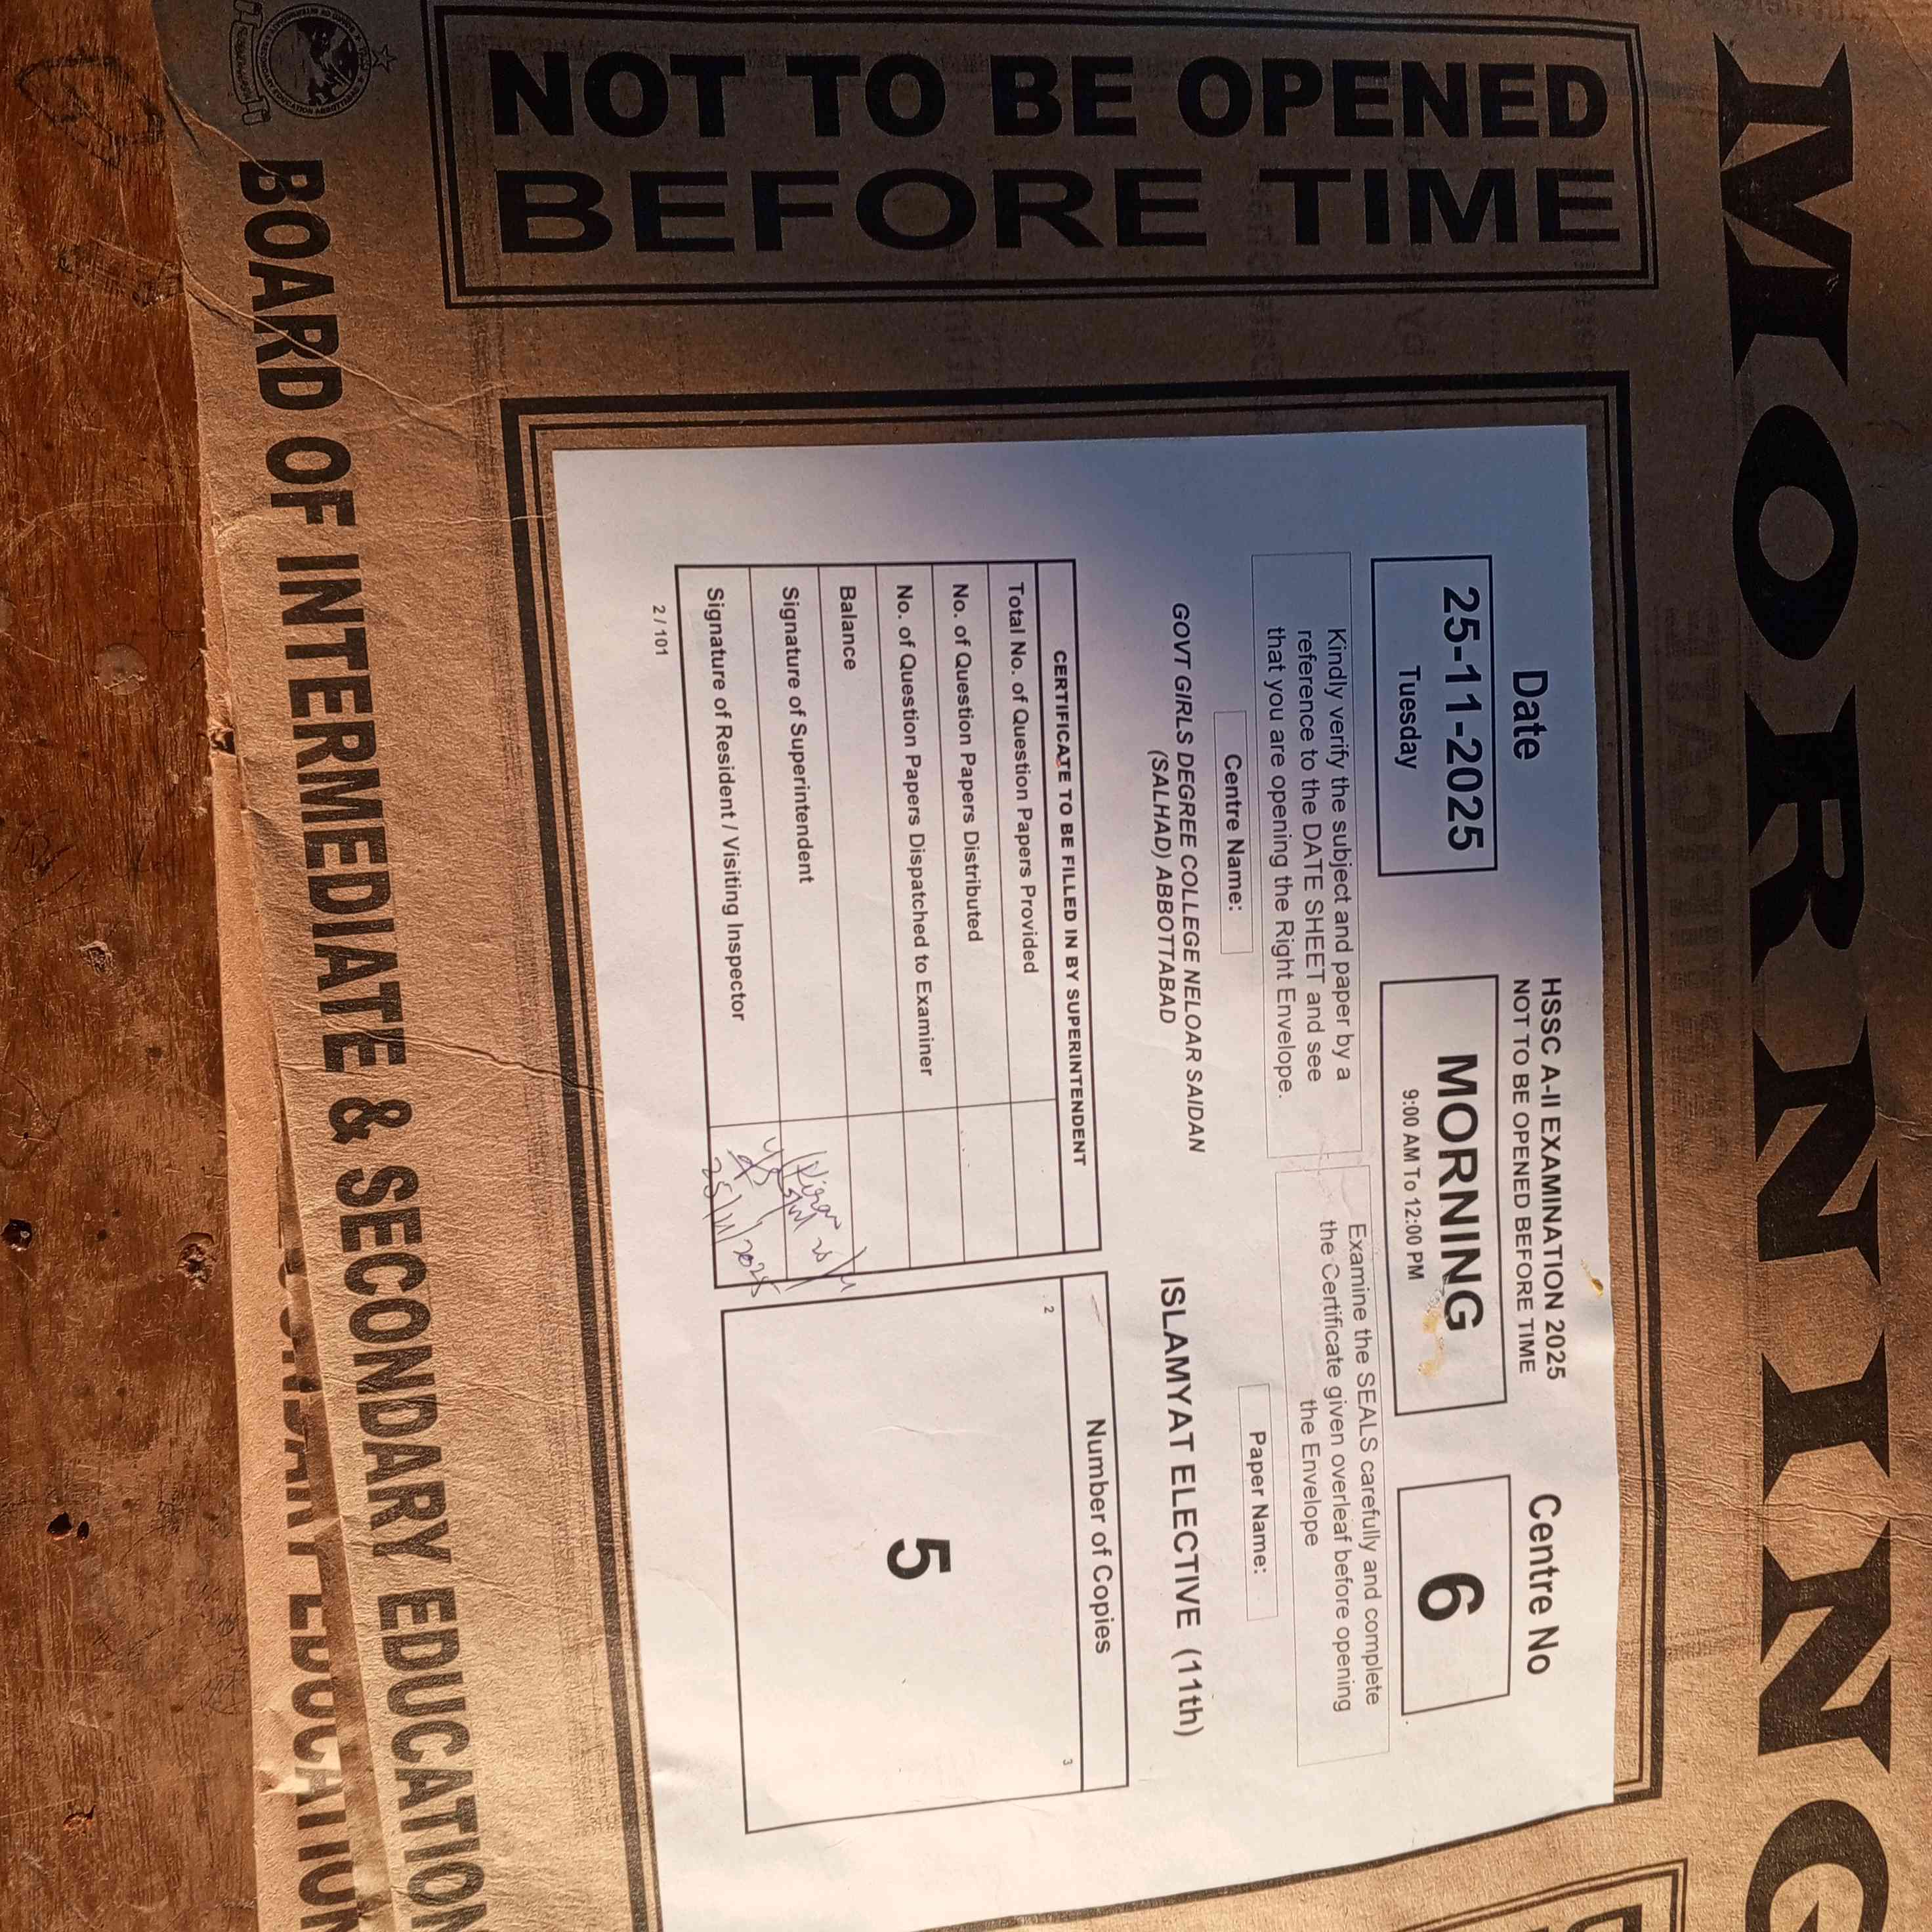 MORNING
NOT TO BE OPENED
BEFORE TIME
HSSC A-II EXAMINATION 2025
NOT TO BE OPENED BEFORE TIME
Date
Centre No
25-11-2025
Tuesday
MORNING
9:00 AM To 12:00 PM
6
Kindly verify the subject and paper by a
reference to the DATE SHEET and see
that you are opening the Right Envelope.
Examine the SEALS carefully and complete
the Certificate given overleaf before opening
the Envelope
Centre Name:
Paper Name:
GOVT GIRLS DEGREE COLLEGE NELOAR SAIDAN
(SALHAD) ABBOTTABAD
ISLAMYAT ELECTIVE (11th)
CERTIFICATE TO BE FILLED IN BY SUPERINTENDENT
Total No. of Question Papers Provided
No. of Question Papers Distributed
No. of Question Papers Dispatched to Examiner
Balance
Signature of Superintendent
Signature of Resident / Visiting Inspector
25/11/2025
Number of Copies
2
3
5
2 / 101
BOARD OF INTERMEDIATE & SECONDARY EDUCATION
EDUCATION